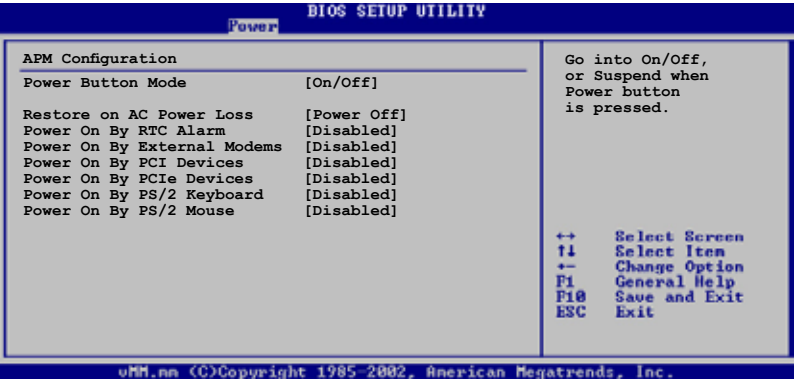 BIOS SETUP UTILITY
Power
APM Configuration
Power Button Mode [On/Off]
Restore on AC Power Loss [Power Off]
Power On By RTC Alarm [Disabled]
Power On By External Modems [Disabled]
Power On By PCI Devices [Disabled]
Power On By PCIe Devices [Disabled]
Power On By PS/2 Keyboard [Disabled]
Power On By PS/2 Mouse [Disabled]
Go into On/Off,
or Suspend when
Power button
is pressed.
←→ Select Screen
↑↓ Select Item
+- Change Option
F1 General Help
F10 Save and Exit
ESC Exit
vMM.mm (C)Copyright 1985-2002, American Megatrends, Inc.